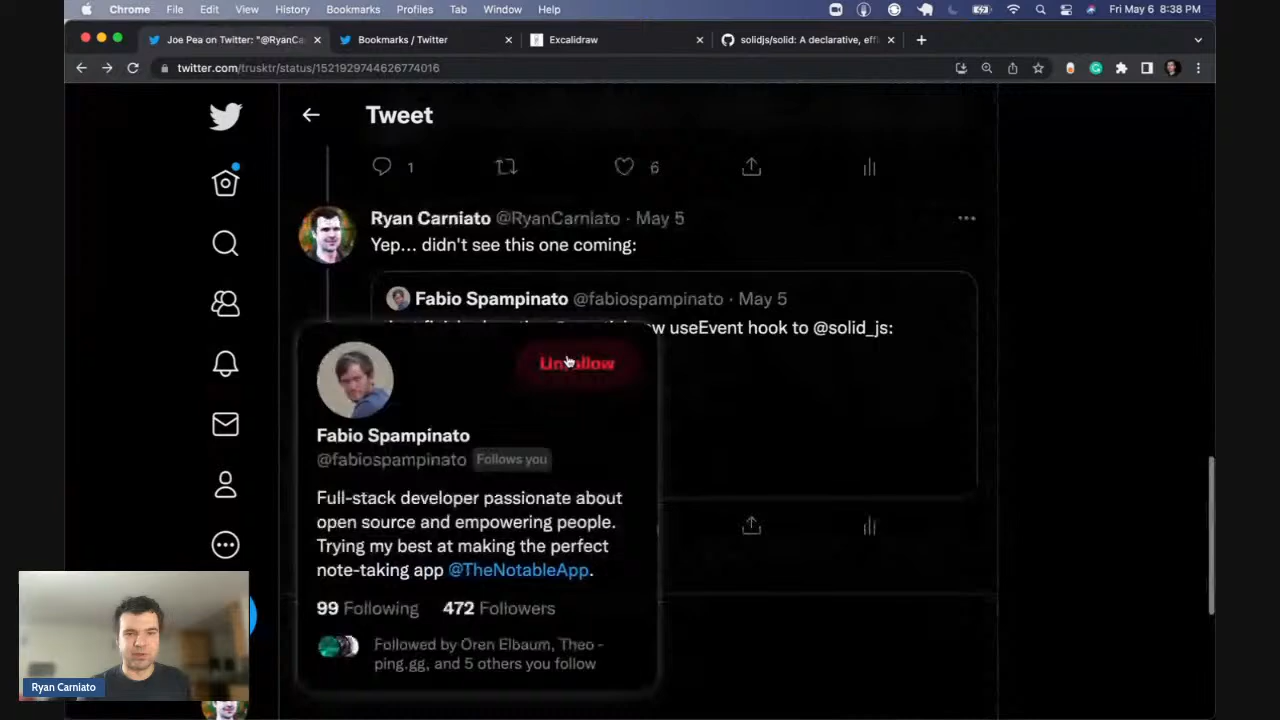 Chrome File Edit View History Bookmarks Profiles Tab Window Help Fri May 6 8:38 PM
Joe Pea on Twitter: "@RyanCa Bookmarks / Twitter Excalidraw solidjs/solid: A declarative, effi
twitter.com/trusktr/status/1521929744626774016
Tweet
1 6
Ryan Carniato @RyanCarniato · May 5
Yep... didn't see this one coming:
Fabio Spampinato @fabiospampinato · May 5
useEvent hook to @solid_js:
Unfollow
Fabio Spampinato
@fabiospampinato Follows you
Full-stack developer passionate about
open source and empowering people.
Trying my best at making the perfect
note-taking app @TheNotableApp.
99 Following 472 Followers
Followed by Oren Elbaum, Theo -
ping.gg, and 5 others you follow
Ryan Carniato